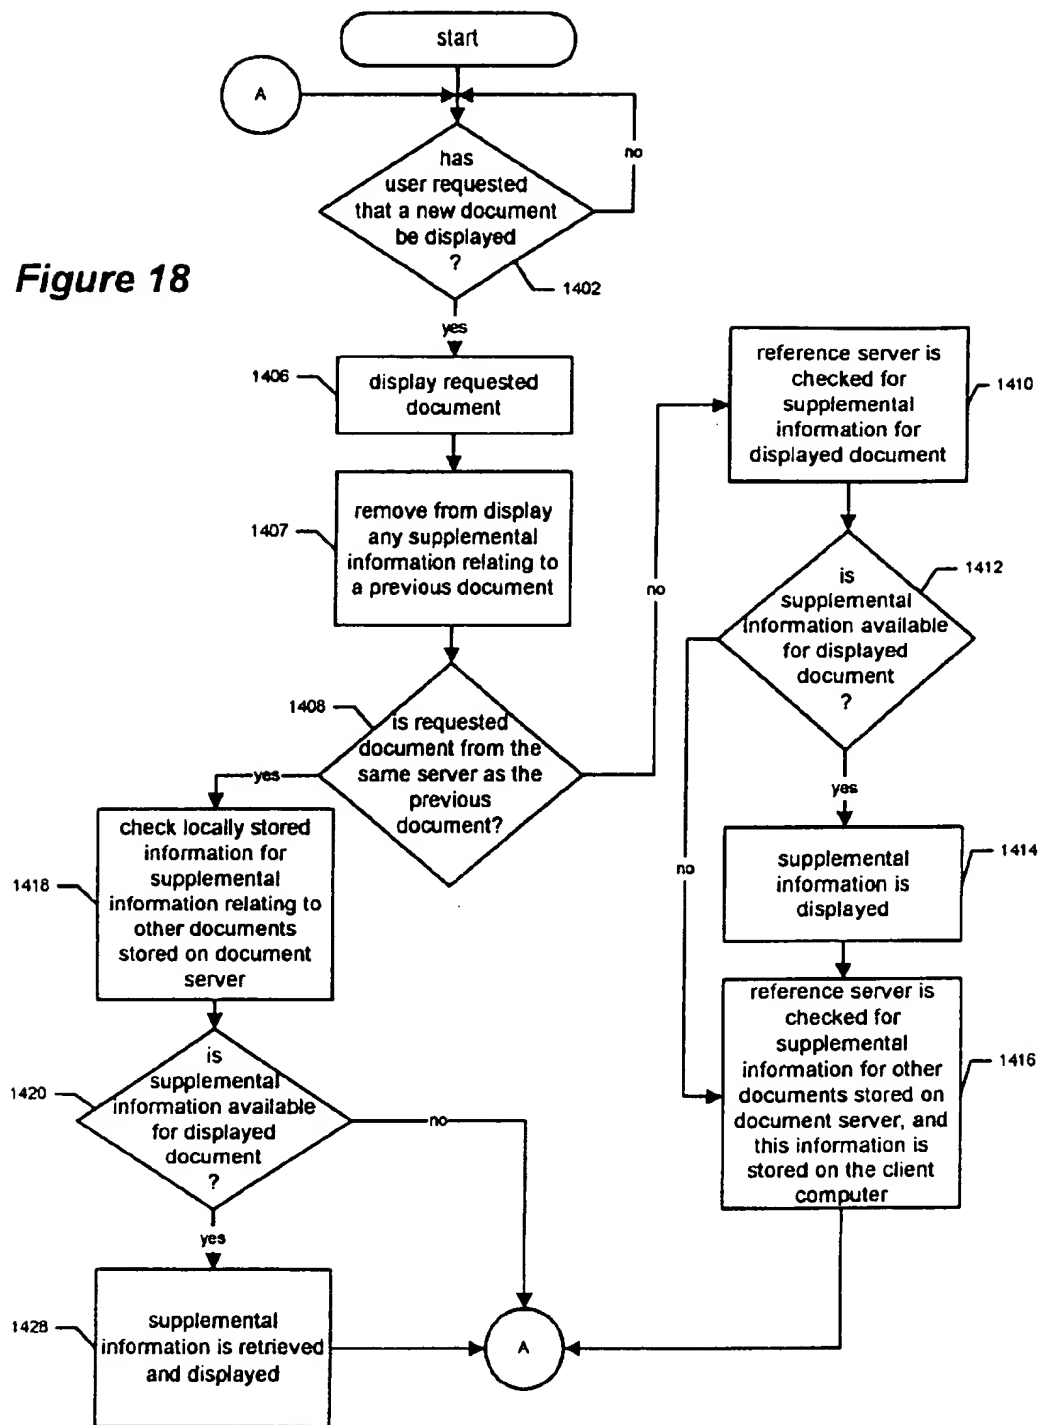 start
A
no
has
user requested
that a new document
be displayed
?
Figure 18
1402
yes
1406
display requested
document
reference server is
checked for
supplemental
information for
displayed document
1410
1407
remove from display
any supplemental
information relating to
a previous document
no
is
supplemental
information available
for displayed
document
?
1412
1408
is requested
document from the
same server as the
previous
document?
yes
yes
no
check locally stored
information for
supplemental
information relating to
other documents
stored on document
server
1418
supplemental
information is
displayed
1414
reference server is
checked for
supplemental
information for other
documents stored on
document server, and
this information is
stored on the client
computer
1416
1420
is
supplemental
information available
for displayed
document
?
no
yes
1428
supplemental
information is retrieved
and displayed
A